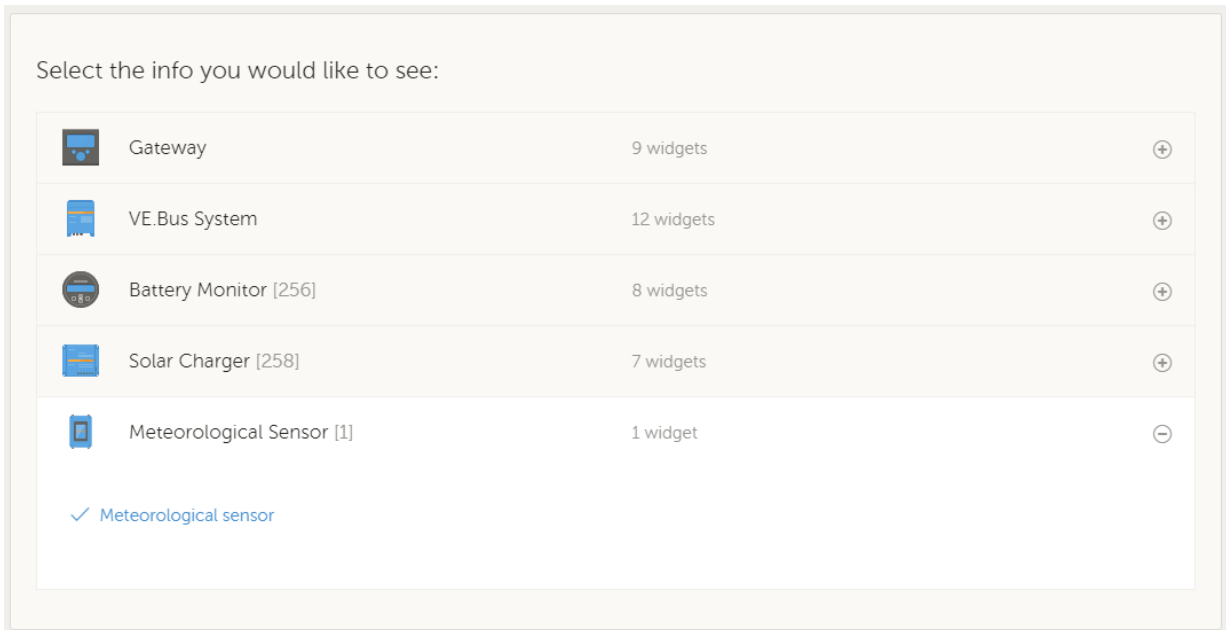 Select the info you would like to see:
Gateway 9 widgets
VE.Bus System 12 widgets
Battery Monitor [256] 8 widgets
Solar Charger [258] 7 widgets
Meteorological Sensor [1] 1 widget
Meteorological sensor